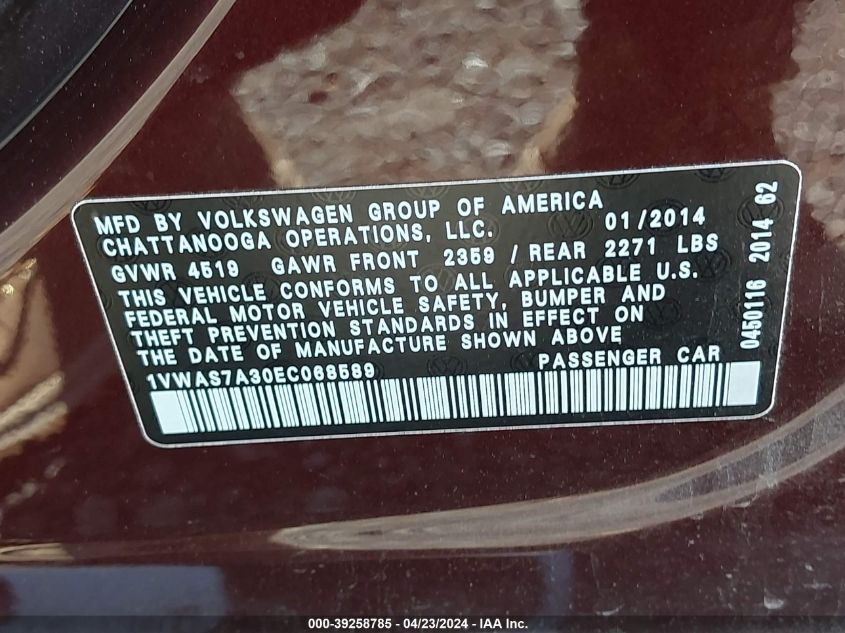 MFD BY VOLKSWAGEN GROUP OF AMERICA
CHATTANOOGA OPERATIONS, LLC. 01/2014
GVWR 4519 GAWR FRONT 2359 / REAR 2271 LBS
THIS VEHICLE CONFORMS TO ALL APPLICABLE U.S.
FEDERAL MOTOR VEHICLE SAFETY, BUMPER AND
THEFT PREVENTION STANDARDS IN EFFECT ON
THE DATE OF MANUFACTURE SHOWN ABOVE
1VWAS7A30EC068589 PASSENGER CAR
0450116 2014 62
000-39258785 - 04/23/2024 - IAA Inc.